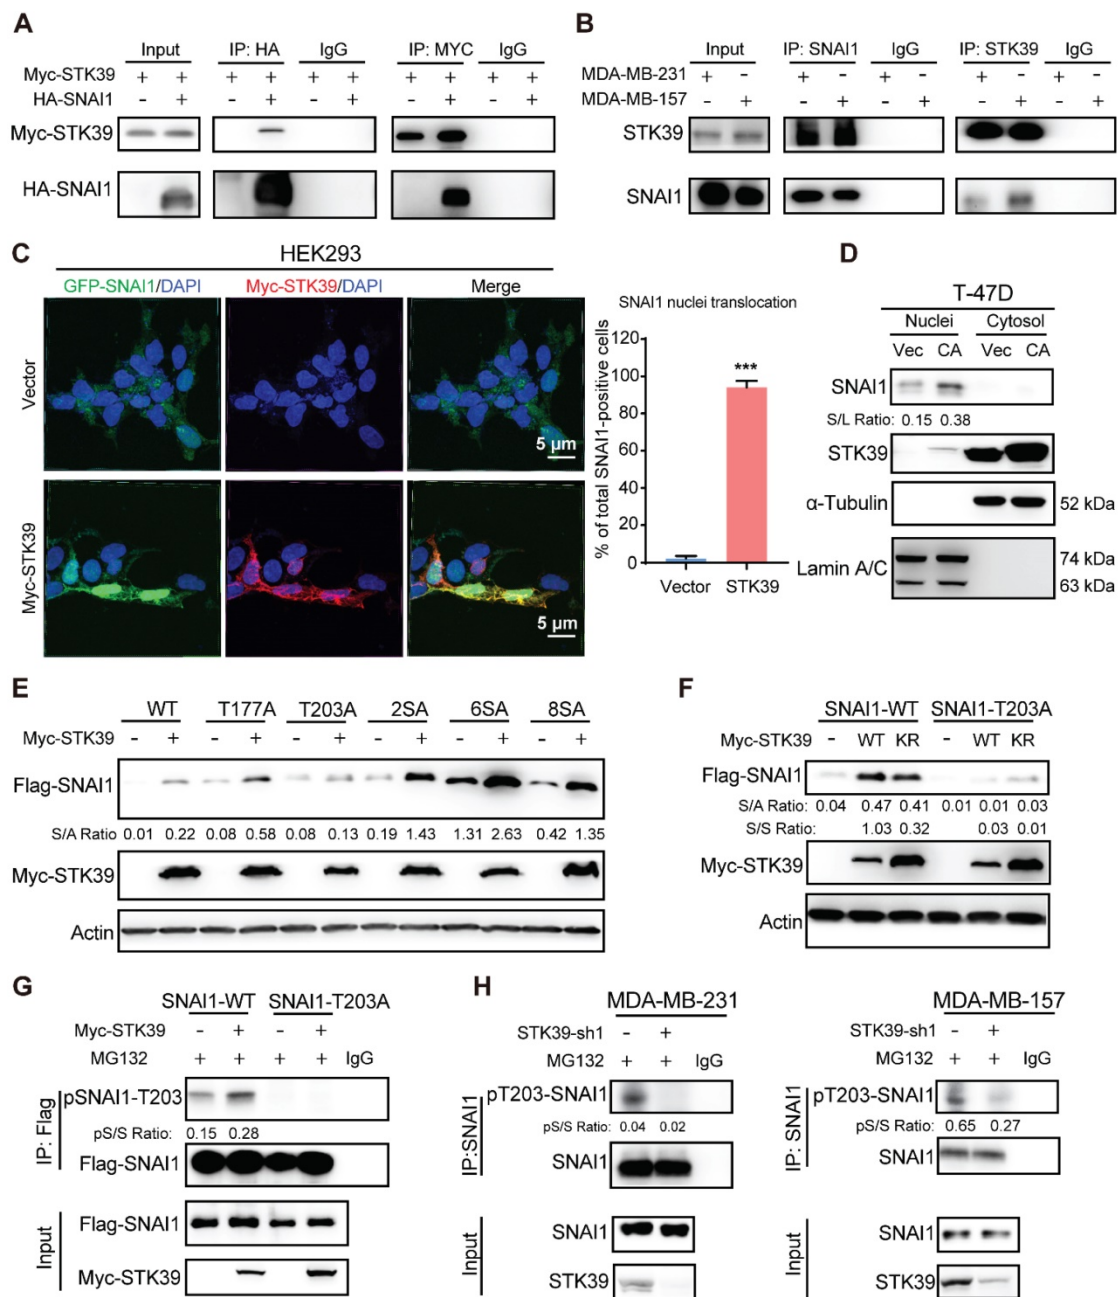 A
Input IP: HA IgG IP: MYC IgG
Myc-STK39 + + + + + + + + + +
HA-SNAI1 - + - + - + - + - +
Myc-STK39
HA-SNAI1
B
Input IP: SNAI1 IgG IP: STK39 IgG
MDA-MB-231 + - + - + - + - + -
MDA-MB-157 - + - + - + - + - +
STK39
SNAI1
C
HEK293
GFP-SNAI1/DAPI Myc-STK39/DAPI Merge
Vector
5 μm
Myc-STK39
5 μm
SNAI1 nuclei translocation
% of total SNAI1-positive cells
120
100
80
60
40
20
0
***
Vector STK39
D
T-47D
Nuclei Cytosol
Vec CA Vec CA
SNAI1
S/L Ratio: 0.15 0.38
STK39
α-Tubulin 52 kDa
Lamin A/C 74 kDa
63 kDa
E
WT T177A T203A 2SA 6SA 8SA
Myc-STK39 - + - + - + - + - + - +
Flag-SNAI1
S/A Ratio 0.01 0.22 0.08 0.58 0.08 0.13 0.19 1.43 1.31 2.63 0.42 1.35
Myc-STK39
Actin
F
SNAI1-WT SNAI1-T203A
Myc-STK39 - WT KR - WT KR
Flag-SNAI1
S/A Ratio: 0.04 0.47 0.41 0.01 0.01 0.03
S/S Ratio: 1.03 0.32 0.03 0.01
Myc-STK39
Actin
G
SNAI1-WT SNAI1-T203A
Myc-STK39 - + - +
MG132 + + + + IgG
IP: Flag
pSNAI1-T203
pS/S Ratio: 0.15 0.28
Flag-SNAI1
Input
Flag-SNAI1
Myc-STK39
H
MDA-MB-231
STK39-sh1 - +
MG132 + + IgG
IP:SNAI1
pT203-SNAI1
pS/S Ratio: 0.04 0.02
SNAI1
Input
SNAI1
STK39
MDA-MB-157
STK39-sh1 - +
MG132 + + IgG
IP: SNAI1
pT203-SNAI1
pS/S Ratio: 0.65 0.27
SNAI1
Input
SNAI1
STK39